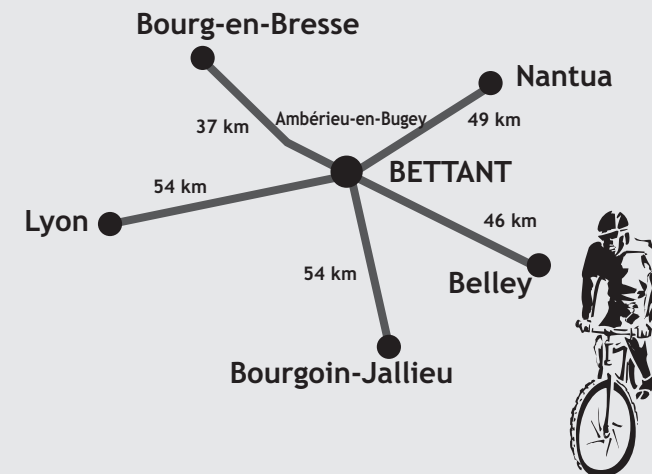 Bourg-en-Bresse
Nantua
Ambérieu-en-Bugey
49 km
37 km
BETTANT
54 km
Lyon
46 km
54 km
Belley
Bourgoin-Jallieu